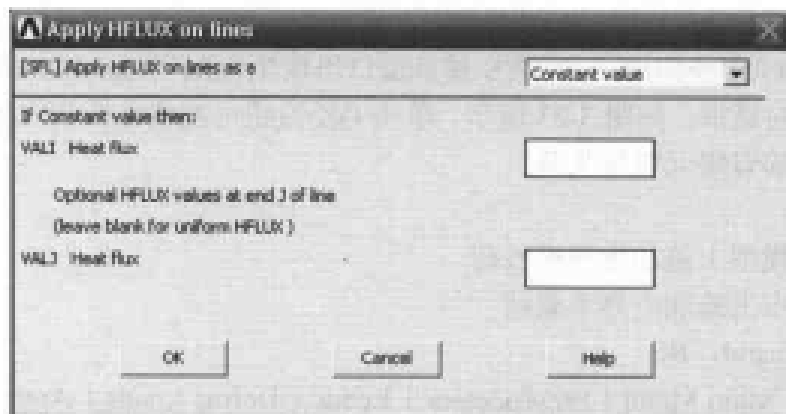 Apply HFLUX on lines
[SFL] Apply HFLUX on lines as a
Constant value
If Constant value then:
VALI Heat flux
Optional HFLUX values at end J of line
(leave blank for uniform HFLUX )
VALJ Heat flux
OK
Cancel
Help